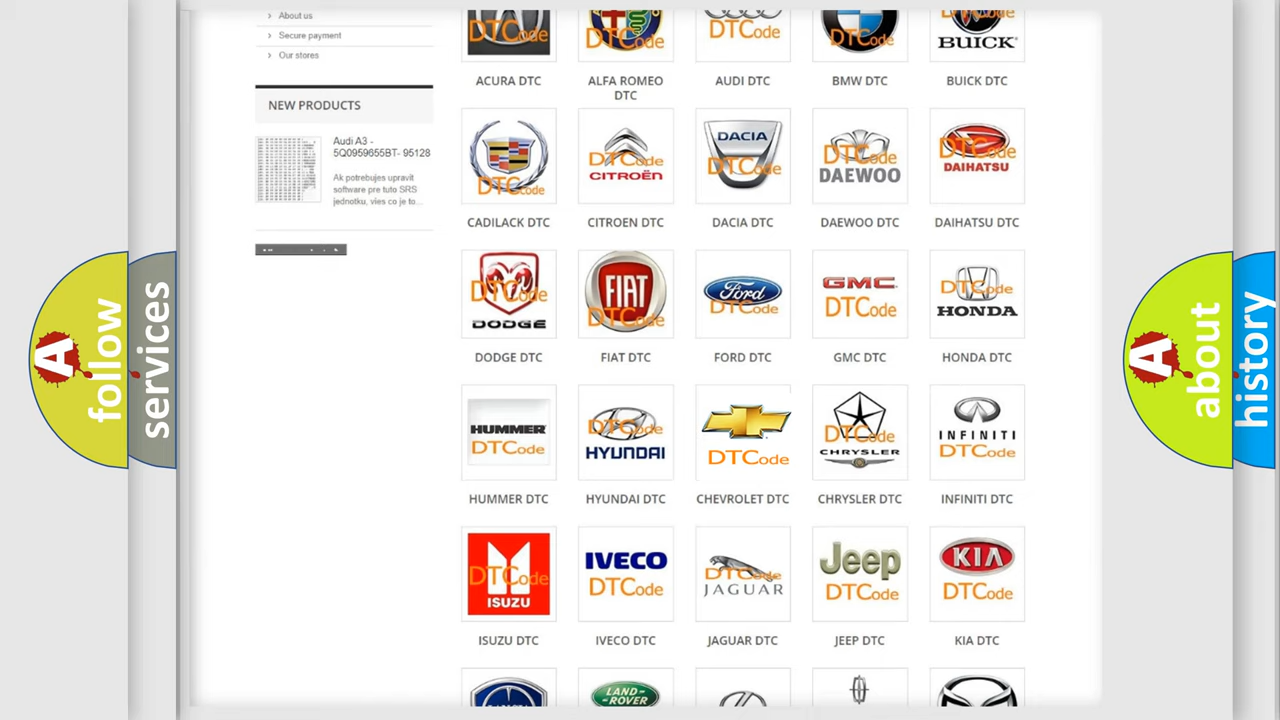 About us
Secure payment
Our stores
NEW PRODUCTS
Audi A3 -
5Q0959655BT- 95128
Ak potrebujes upravit
software pre tuto SRS
jednotku, vies co je to...
DTCode DTCode DTCode DTCode BUICK
ACURA DTC ALFA ROMEO DTC AUDI DTC BMW DTC BUICK DTC
DTCode DTCode CITROËN DACIA DTCode DTCode DAEWOO DTCode DAIHATSU
CADILACK DTC CITROEN DTC DACIA DTC DAEWOO DTC DAIHATSU DTC
DTCode DODGE FIAT DTCode Ford DTCode GMC DTCode DTCode HONDA
DODGE DTC FIAT DTC FORD DTC GMC DTC HONDA DTC
HUMMER DTCode DTCode HYUNDAI DTCode DTCode CHRYSLER INFINITI DTCode
HUMMER DTC HYUNDAI DTC CHEVROLET DTC CHRYSLER DTC INFINITI DTC
DTCode ISUZU IVECO DTCode DTCode JAGUAR Jeep DTCode KIA DTCode
ISUZU DTC IVECO DTC JAGUAR DTC JEEP DTC KIA DTC
LAND-
ROVER
A follow
services
A about
history